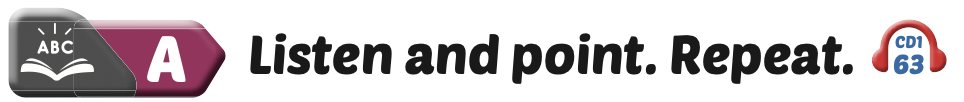 ABC
A Listen and point. Repeat. CD1
63